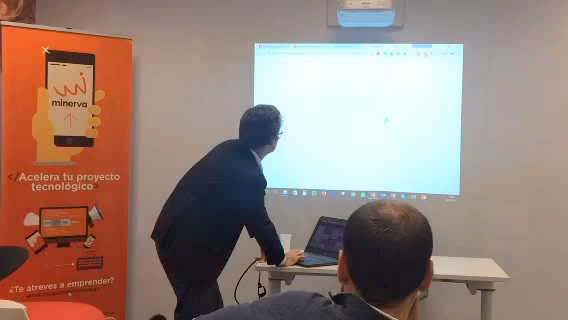 minerva
</Acelera tu proyecto
tecnológico>
¿Te atreves a emprender?